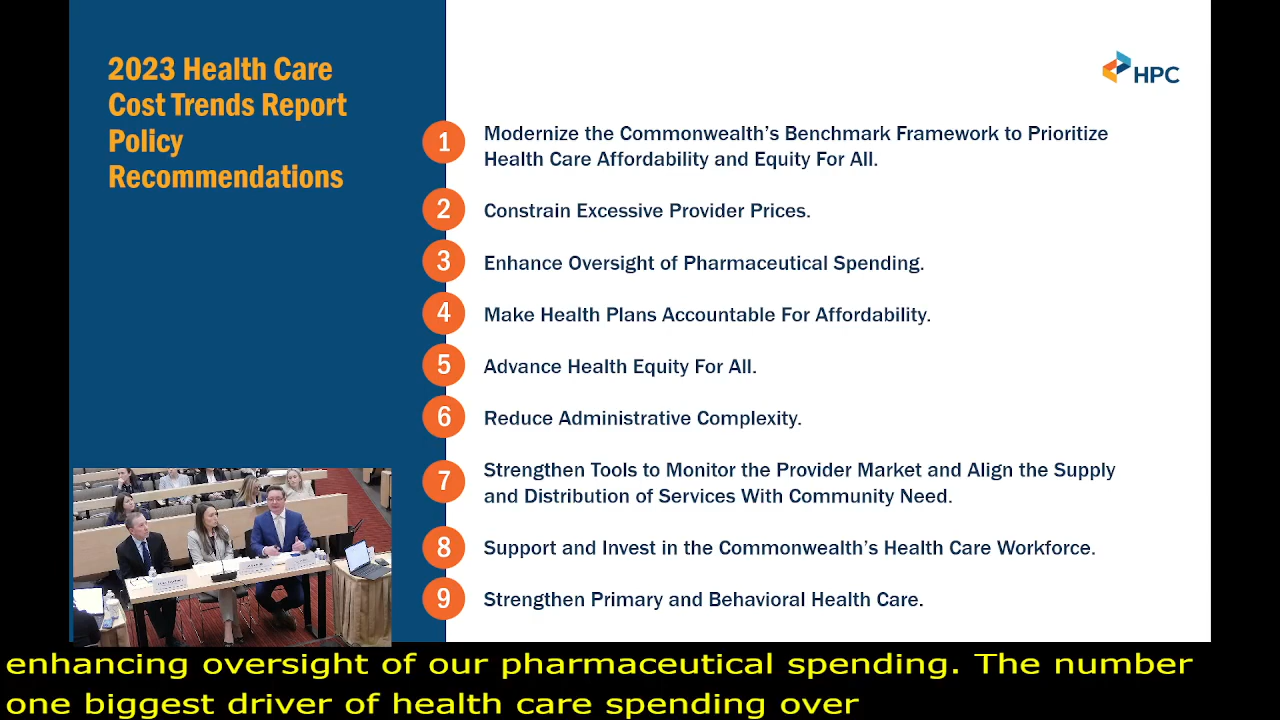 2023 Health Care
Cost Trends Report
Policy
Recommendations
HPC
1
Modernize the Commonwealth's Benchmark Framework to Prioritize
Health Care Affordability and Equity For All.
2
Constrain Excessive Provider Prices.
3
Enhance Oversight of Pharmaceutical Spending.
4
Make Health Plans Accountable For Affordability.
5
Advance Health Equity For All.
6
Reduce Administrative Complexity.
7
Strengthen Tools to Monitor the Provider Market and Align the Supply
and Distribution of Services With Community Need.
8
Support and Invest in the Commonwealth's Health Care Workforce.
9
Strengthen Primary and Behavioral Health Care.
enhancing oversight of our pharmaceutical spending. The number
one biggest driver of health care spending over